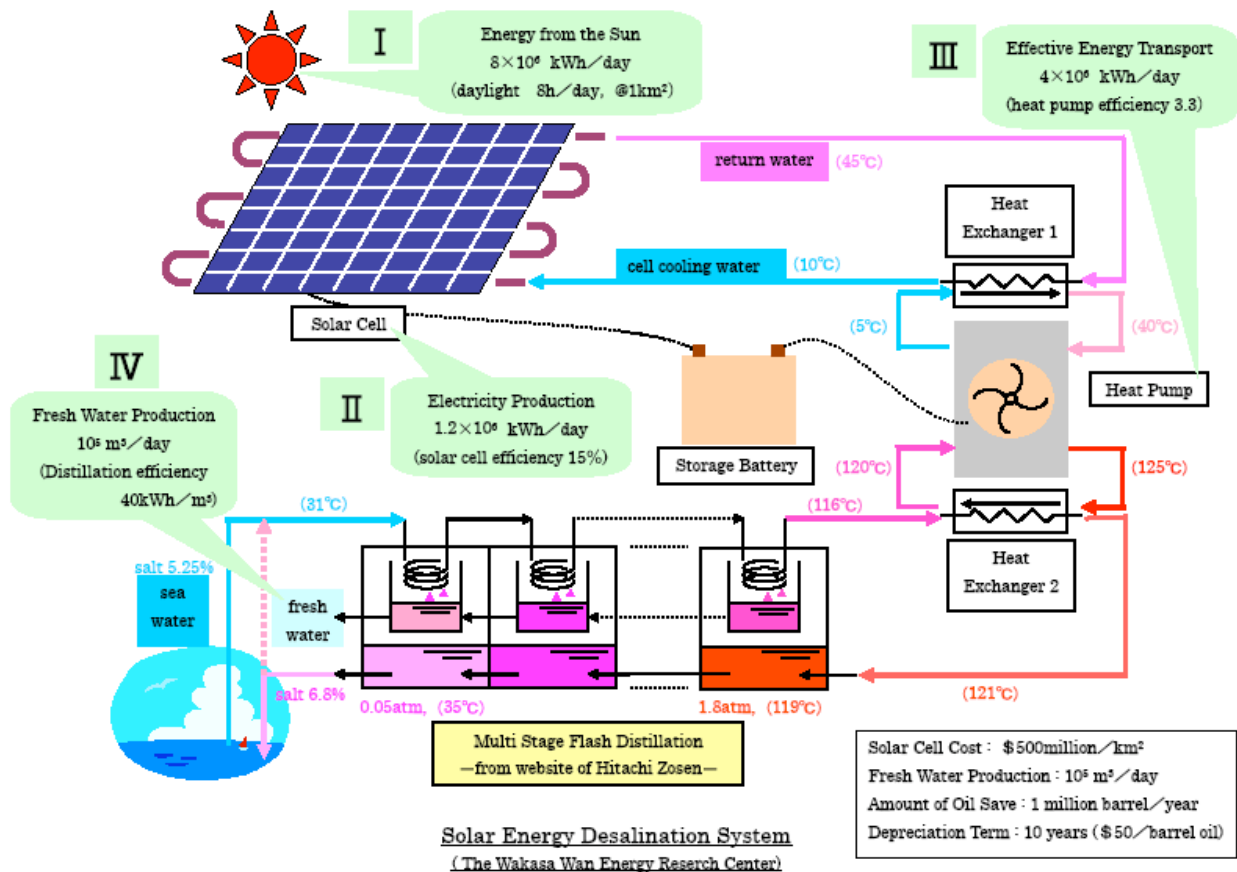 Ⅰ
Energy from the Sun
8×10⁶ kWh/day
(daylight 8h/day, @1km²)
Ⅲ
Effective Energy Transport
4×10⁶ kWh/day
(heat pump efficiency 3.3)
return water
(45℃)
Heat
Exchanger 1
cell cooling water
(10℃)
Solar Cell
(5℃)
(40℃)
Ⅳ
Fresh Water Production
10⁵ m³/day
(Distillation efficiency
40kWh/m³)
Ⅱ
Electricity Production
1.2×10⁶ kWh/day
(solar cell efficiency 15%)
Heat Pump
Storage Battery
(120℃)
(125℃)
(31℃)
(116℃)
Heat
Exchanger 2
salt 5.25%
sea
water
fresh
water
salt 6.8%
0.05atm, (35℃)
1.8atm, (119℃)
(121℃)
Multi Stage Flash Distillation
—from website of Hitachi Zosen—
Solar Cell Cost : $500million/km²
Fresh Water Production : 10⁵ m³/day
Amount of Oil Save : 1 million barrel/year
Depreciation Term : 10 years ($50/barrel oil)
Solar Energy Desalination System
( The Wakasa Wan Energy Reserch Center)